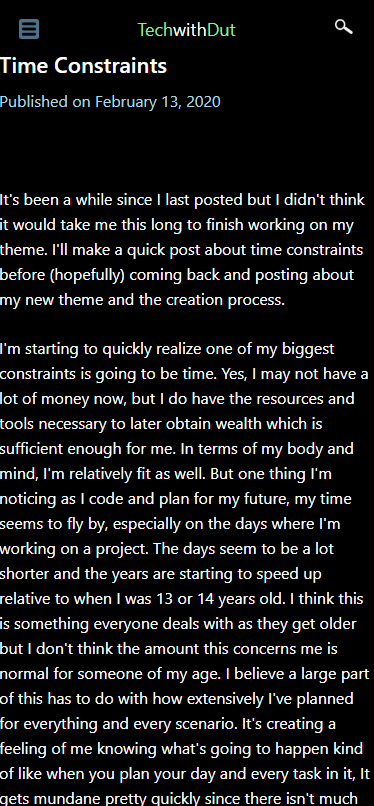 TechwithDut
Time Constraints
Published on February 13, 2020
It's been a while since I last posted but I didn't think
it would take me this long to finish working on my
theme. I'll make a quick post about time constraints
before (hopefully) coming back and posting about
my new theme and the creation process.
I'm starting to quickly realize one of my biggest
constraints is going to be time. Yes, I may not have a
lot of money now, but I do have the resources and
tools necessary to later obtain wealth which is
sufficient enough for me. In terms of my body and
mind, I'm relatively fit as well. But one thing I'm
noticing as I code and plan for my future, my time
seems to fly by, especially on the days where I'm
working on a project. The days seem to be a lot
shorter and the years are starting to speed up
relative to when I was 13 or 14 years old. I think this
is something everyone deals with as they get older
but I don't think the amount this concerns me is
normal for someone of my age. I believe a large part
of this has to do with how extensively I've planned
for everything and every scenario. It's creating a
feeling of me knowing what's going to happen kind
of like when you plan your day and every task in it, It
gets mundane pretty quickly since there isn't much